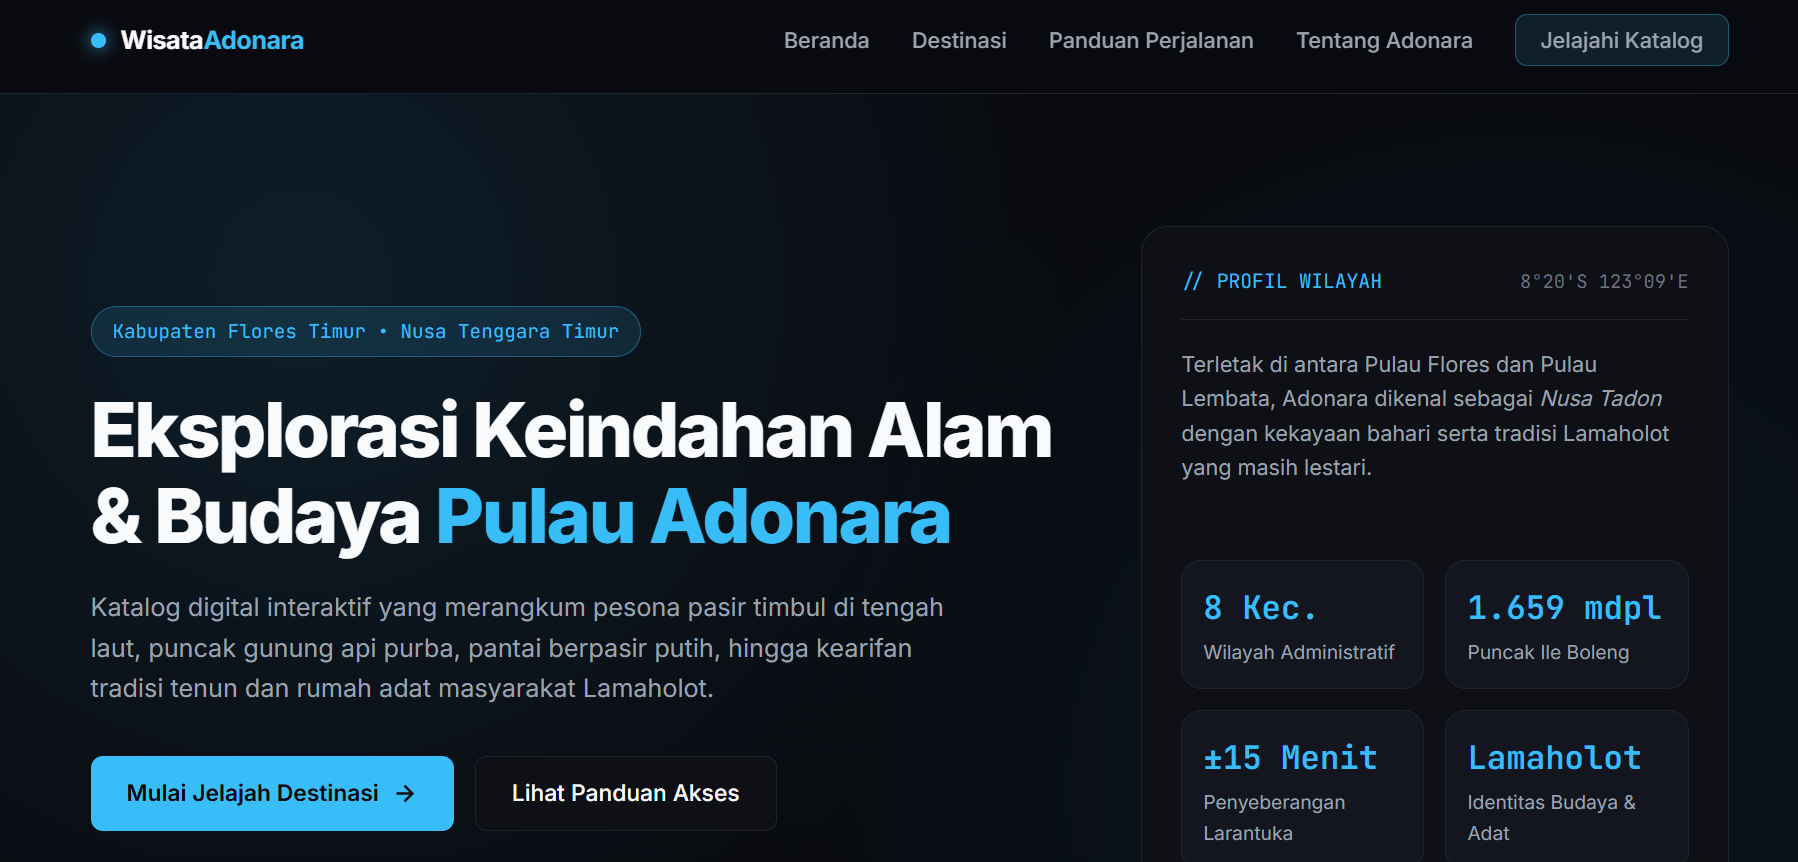 WisataAdonara
Beranda
Destinasi
Panduan Perjalanan
Tentang Adonara
Jelajahi Katalog
Kabupaten Flores Timur • Nusa Tenggara Timur
Eksplorasi Keindahan Alam
& Budaya Pulau Adonara
Katalog digital interaktif yang merangkum pesona pasir timbul di tengah
laut, puncak gunung api purba, pantai berpasir putih, hingga kearifan
tradisi tenun dan rumah adat masyarakat Lamaholot.
Mulai Jelajah Destinasi →
Lihat Panduan Akses
// PROFIL WILAYAH
8°20'S 123°09'E
Terletak di antara Pulau Flores dan Pulau
Lembata, Adonara dikenal sebagai Nusa Tadon
dengan kekayaan bahari serta tradisi Lamaholot
yang masih lestari.
8 Kec.
Wilayah Administratif
1.659 mdpl
Puncak Ile Boleng
±15 Menit
Penyeberangan
Larantuka
Lamaholot
Identitas Budaya &
Adat